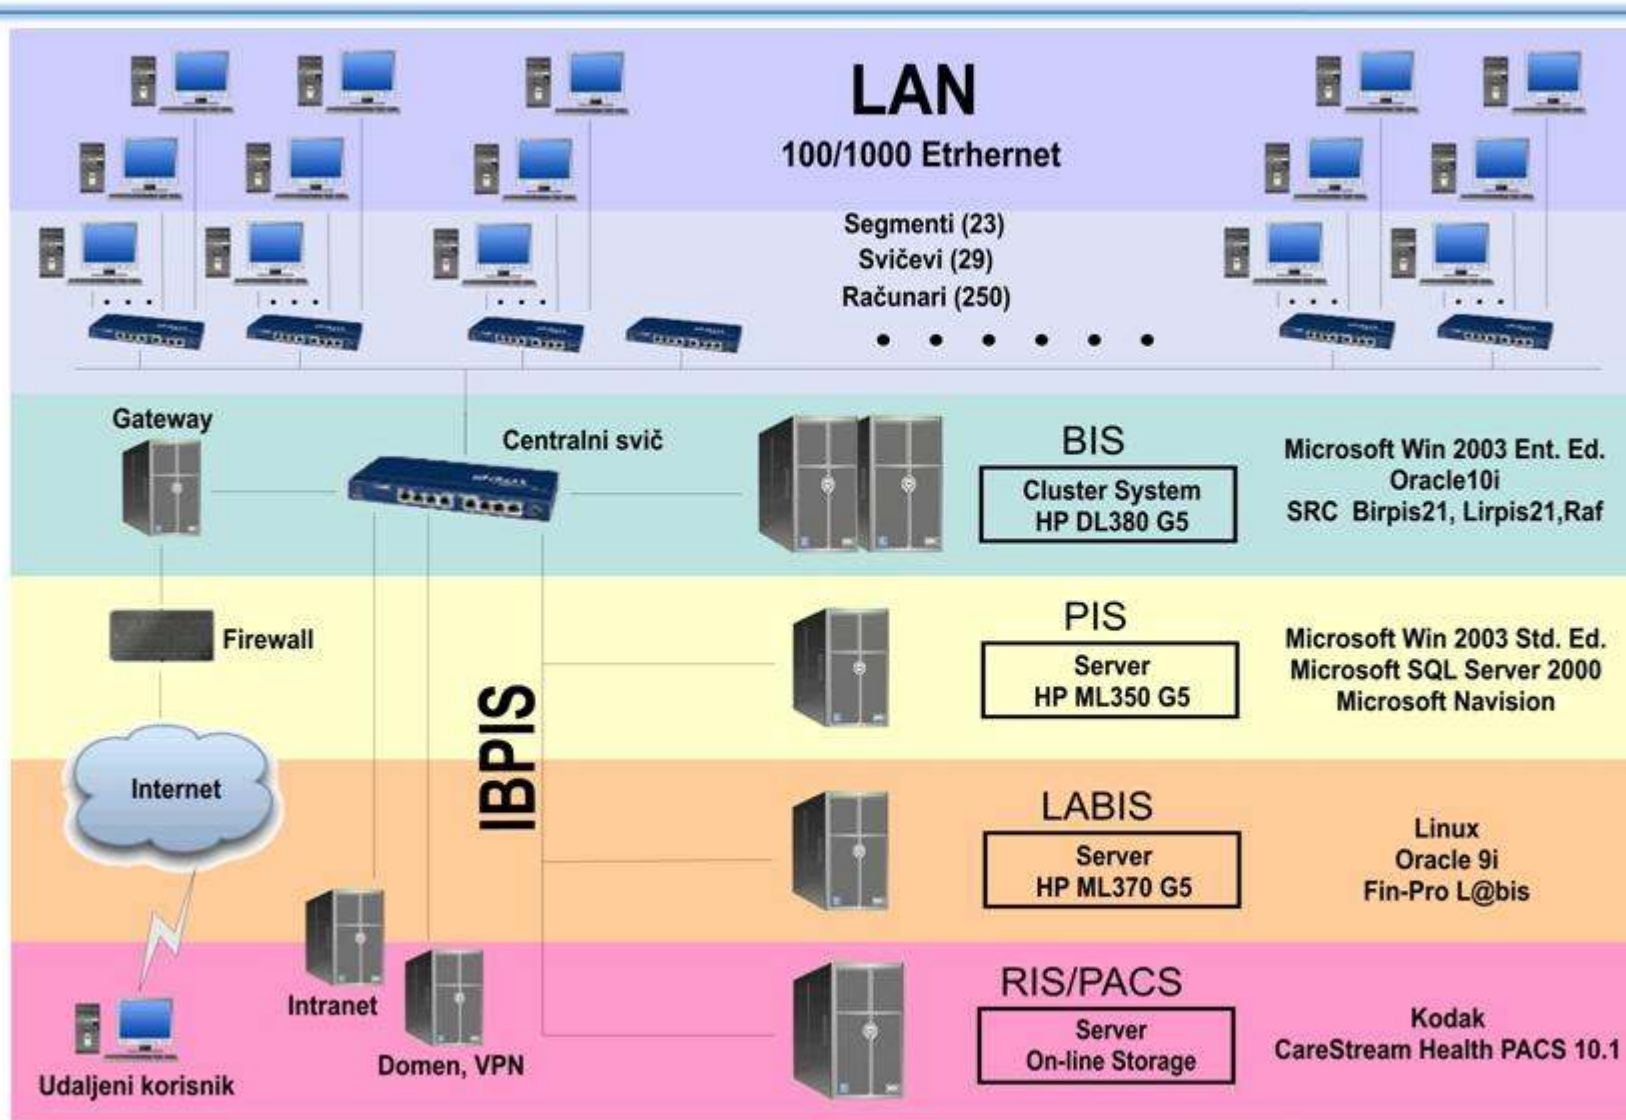 LAN
100/1000 Etrhernet
Segmenti (23)
Svičevi (29)
Računari (250)
Gateway
Centralni svič
BIS
Cluster System
HP DL380 G5
Microsoft Win 2003 Ent. Ed.
Oracle10i
SRC Birpis21, Lirpis21,Raf
Firewall
PIS
Server
HP ML350 G5
Microsoft Win 2003 Std. Ed.
Microsoft SQL Server 2000
Microsoft Navision
IBPIS
Internet
LABIS
Server
HP ML370 G5
Linux
Oracle 9i
Fin-Pro L@bis
Intranet
Domen, VPN
Udaljeni korisnik
RIS/PACS
Server
On-line Storage
Kodak
CareStream Health PACS 10.1